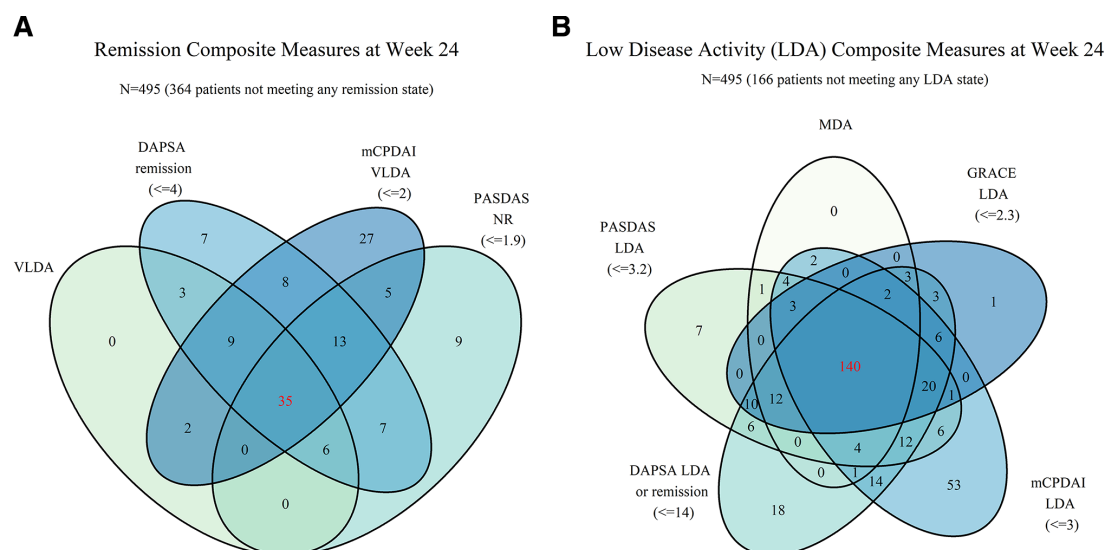 A
Remission Composite Measures at Week 24
N=495 (364 patients not meeting any remission state)
DAPSA
remission
(<=4)
mCPDAI
VLDA
(<=2)
PASDAS
NR
(<=1.9)
VLDA
7
27
3
8
5
0
9
13
9
35
2
0
6
7
0
B
Low Disease Activity (LDA) Composite Measures at Week 24
N=495 (166 patients not meeting any LDA state)
MDA
GRACE
LDA
(<=2.3)
PASDAS
LDA
(<=3.2)
0
2
0
1
4
0
3
3
3
2
1
7
0
6
140
0
12
20
0
1
10
6
0
4
12
6
0
1
14
53
18
DAPSA LDA
or remission
(<=14)
mCPDAI
LDA
(<=3)